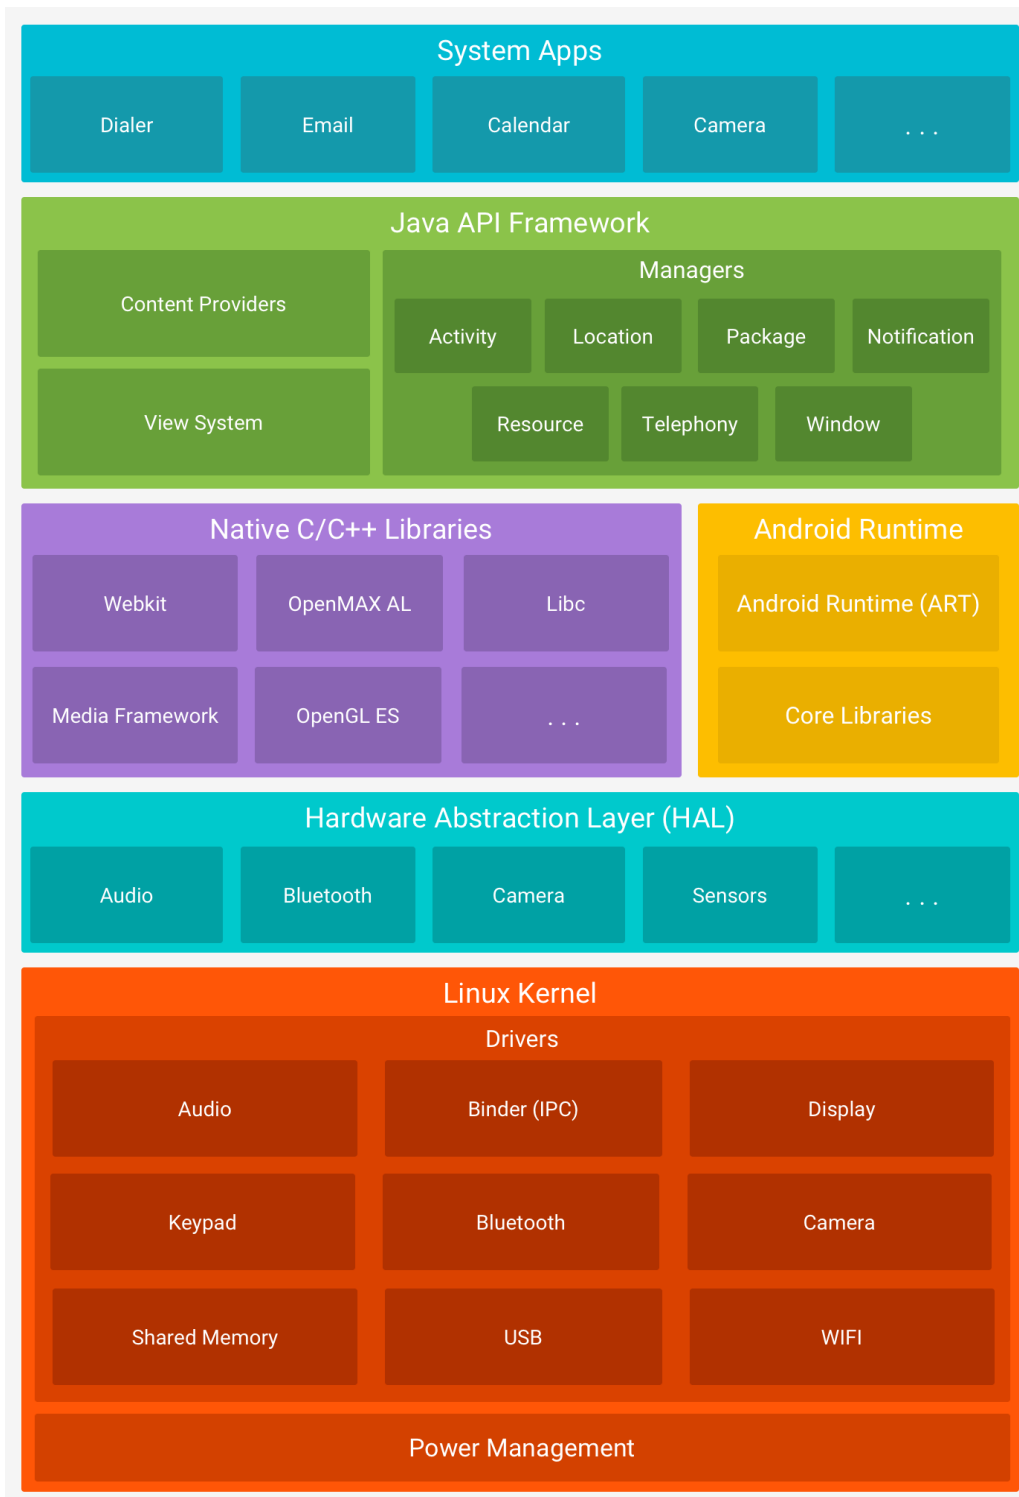 System Apps
Dialer
Email
Calendar
Camera
. . .
Java API Framework
Content Providers
View System
Managers
Activity
Location
Package
Notification
Resource
Telephony
Window
Native C/C++ Libraries
Webkit
OpenMAX AL
Libc
Media Framework
OpenGL ES
. . .
Android Runtime
Android Runtime (ART)
Core Libraries
Hardware Abstraction Layer (HAL)
Audio
Bluetooth
Camera
Sensors
. . .
Linux Kernel
Drivers
Audio
Binder (IPC)
Display
Keypad
Bluetooth
Camera
Shared Memory
USB
WIFI
Power Management